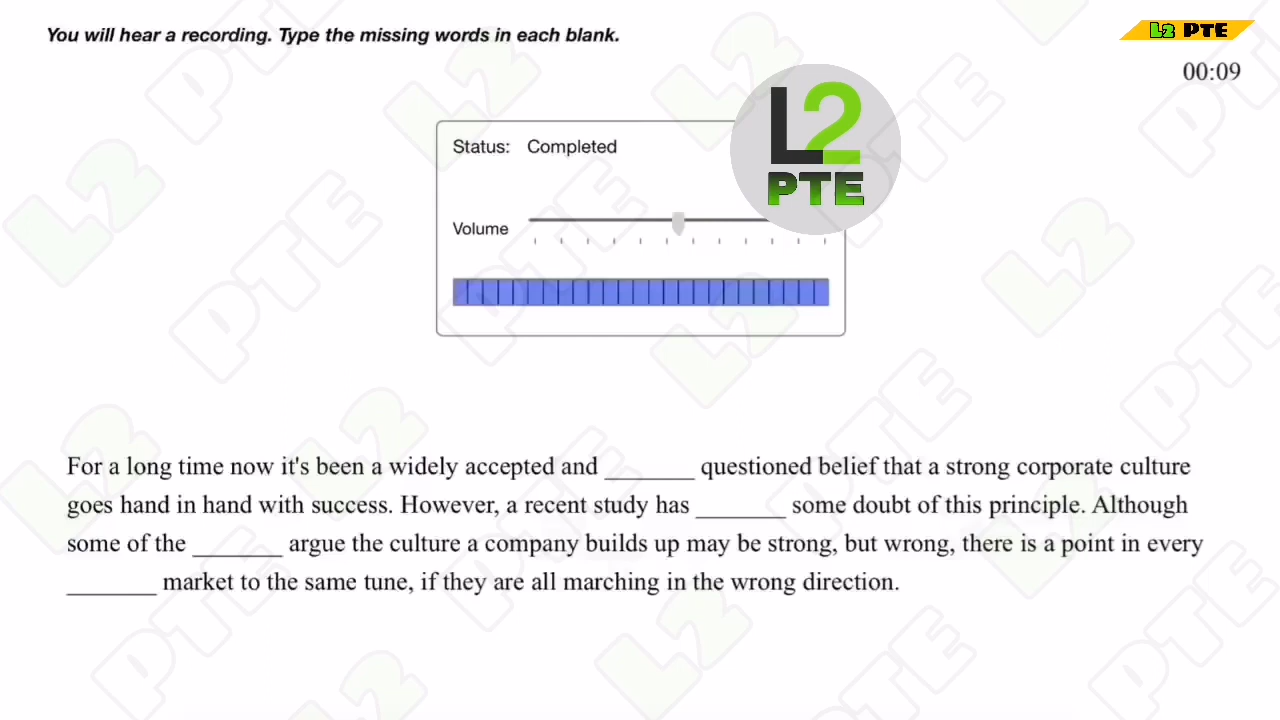 You will hear a recording. Type the missing words in each blank.
L2 PTE
00:09
L2
PTE
Status: Completed
Volume
For a long time now it's been a widely accepted and _______ questioned belief that a strong corporate culture
goes hand in hand with success. However, a recent study has _______ some doubt of this principle. Although
some of the _______ argue the culture a company builds up may be strong, but wrong, there is a point in every
_______ market to the same tune, if they are all marching in the wrong direction.